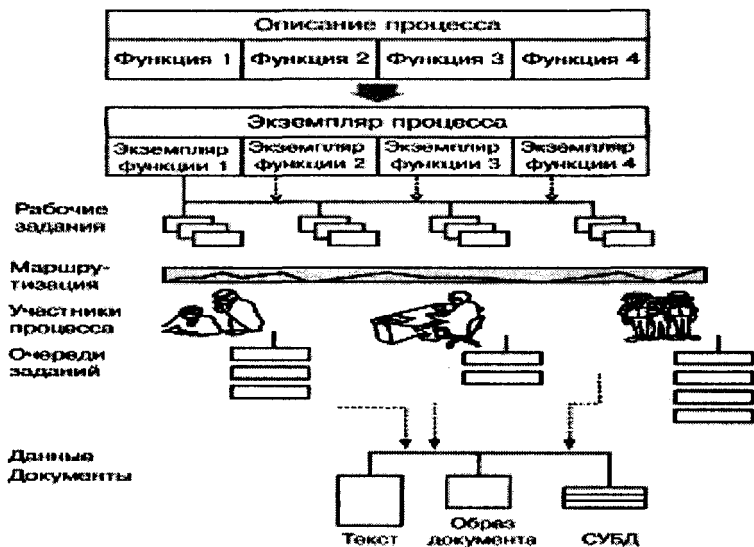 Описание процесса
Функция 1 Функция 2 Функция 3 Функция 4
Экземпляр процесса
Экземпляр функции 1 Экземпляр функции 2 Экземпляр функции 3 Экземпляр функции 4
Рабочие
задания
Маршру-
тизация
Участники
процесса
Очереди
заданий
Данные
Документы
Текст
Образ
документа
СУБД